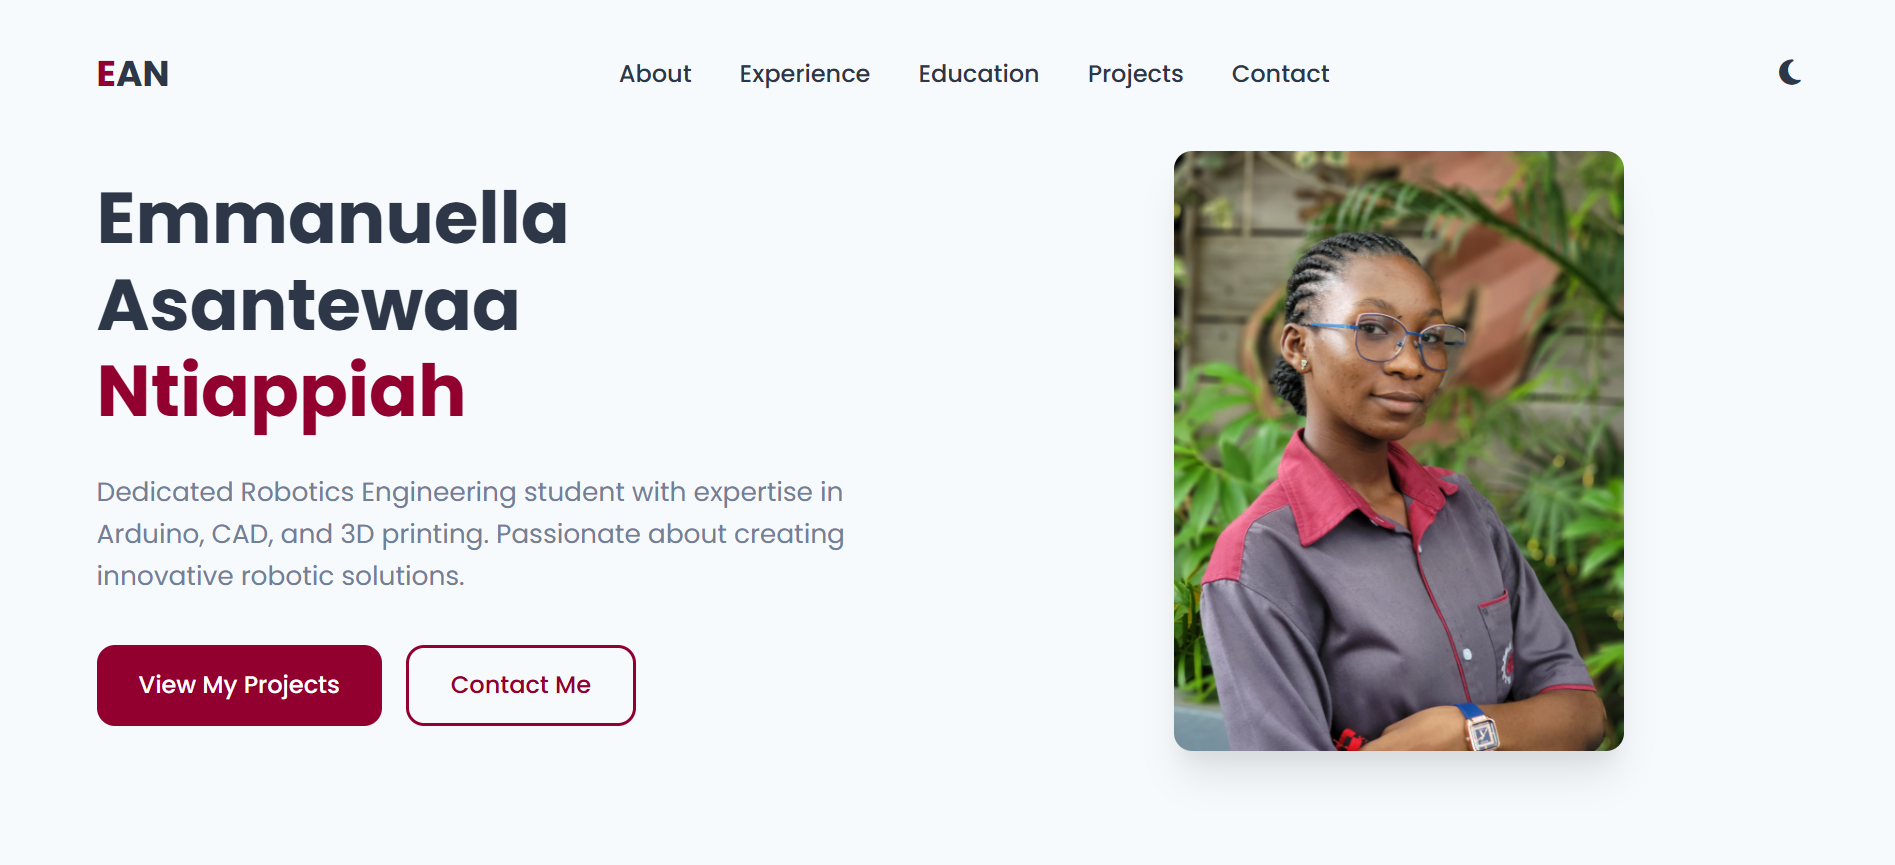 EAN
About Experience Education Projects Contact
Emmanuella
Asantewaa
Ntiappiah
Dedicated Robotics Engineering student with expertise in
Arduino, CAD, and 3D printing. Passionate about creating
innovative robotic solutions.
View My Projects Contact Me